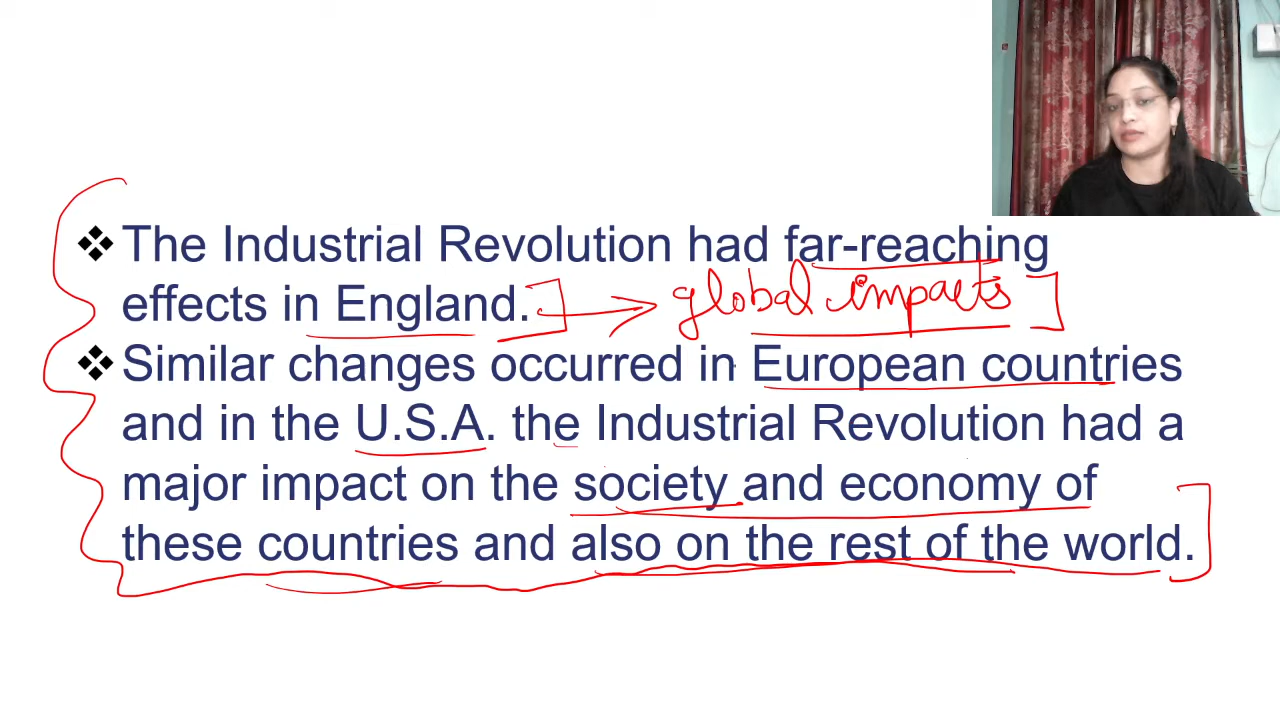 ❖ The Industrial Revolution had far-reaching
effects in England. → global impacts
❖ Similar changes occurred in European countries
and in the U.S.A. the Industrial Revolution had a
major impact on the society and economy of
these countries and also on the rest of the world.